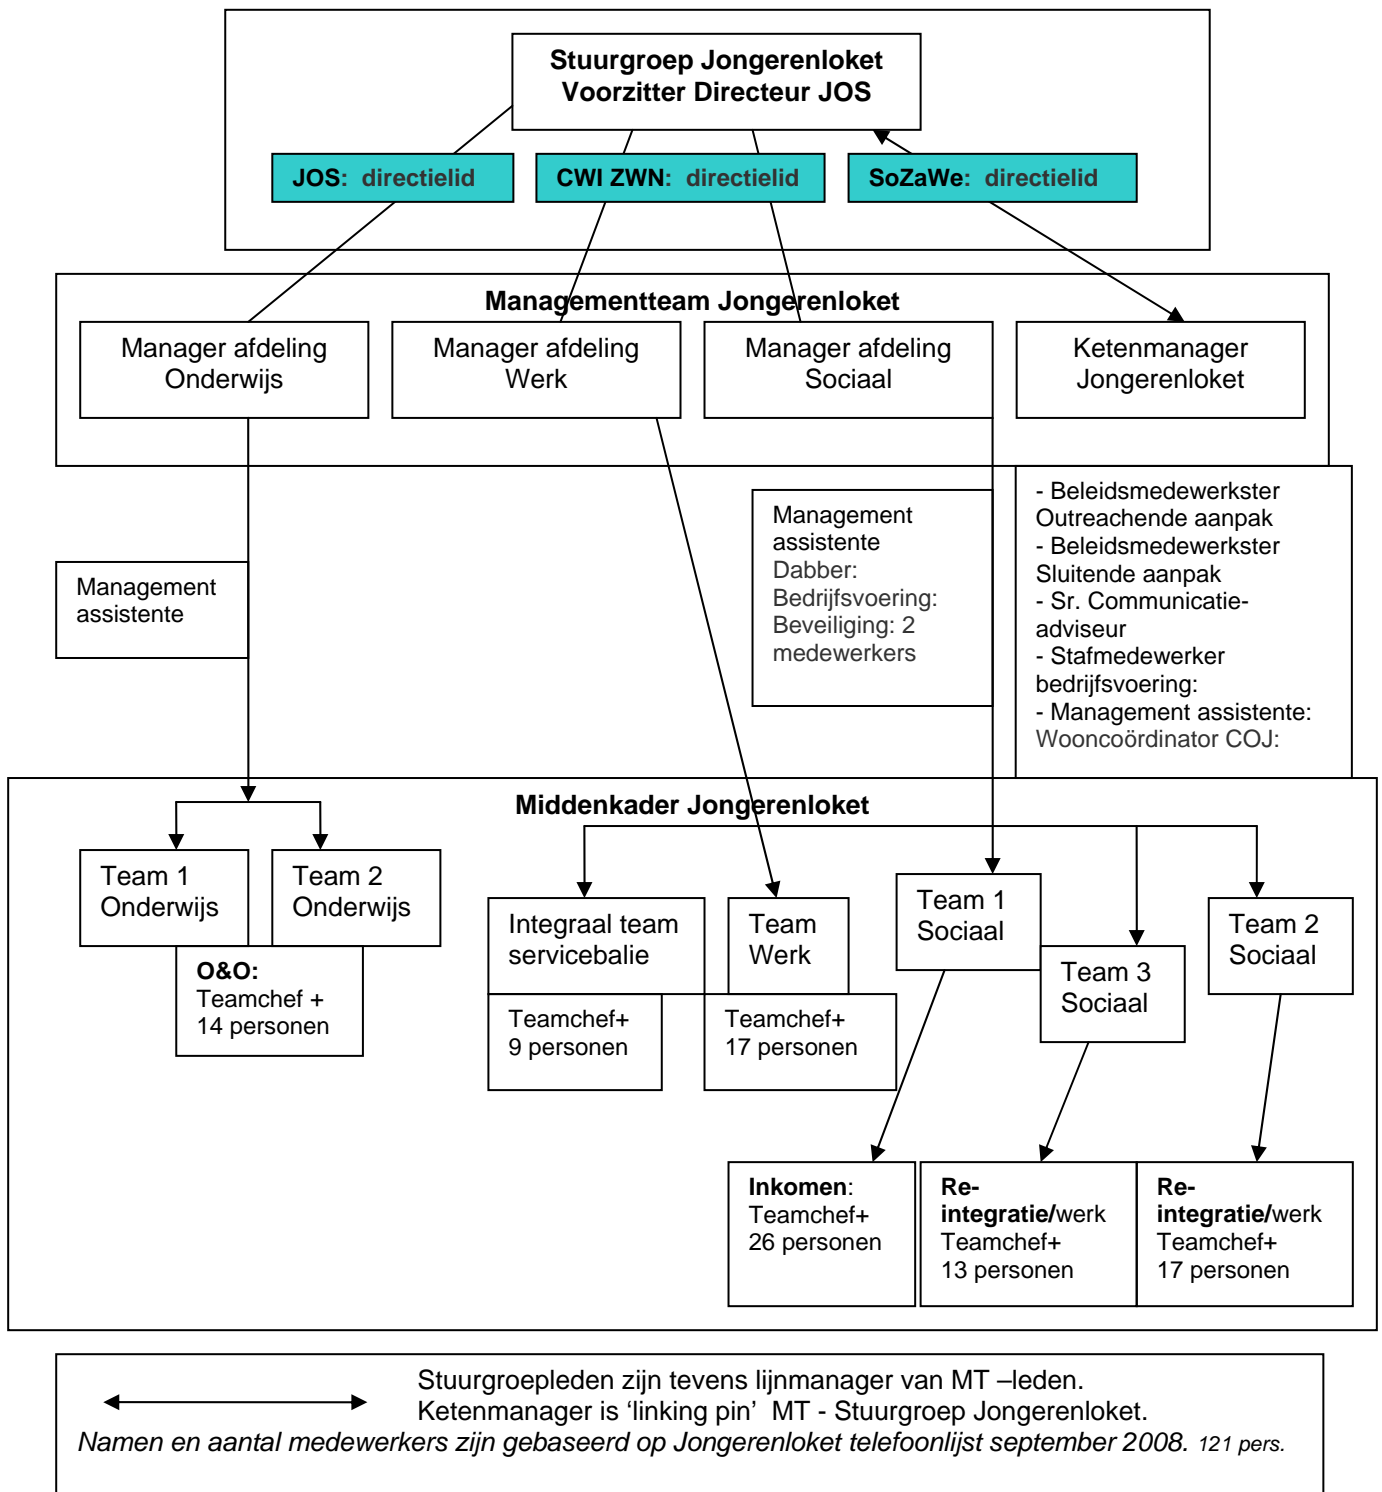 Stuurgroep Jongerenloket
Voorzitter Directeur JOS
JOS: directielid
CWI ZWN: directielid
SoZaWe: directielid
Managementteam Jongerenloket
Manager afdeling
Onderwijs
Manager afdeling
Werk
Manager afdeling
Sociaal
Ketenmanager
Jongerenloket
Management
assistente
Management
assistente
Dabber:
Bedrijfsvoering:
Beveiliging: 2
medewerkers
- Beleidsmedewerkster
Outreachende aanpak
- Beleidsmedewerkster
Sluitende aanpak
- Sr. Communicatie-
adviseur
- Stafmedewerker
bedrijfsvoering:
- Management assistente:
Wooncoördinator COJ:
Middenkader Jongerenloket
Team 1
Onderwijs
Team 2
Onderwijs
O&O:
Teamchef +
14 personen
Integraal team
servicebalie
Teamchef+
9 personen
Team
Werk
Teamchef+
17 personen
Team 1
Sociaal
Team 3
Sociaal
Team 2
Sociaal
Inkomen:
Teamchef+
26 personen
Re-
integratie/werk
Teamchef+
13 personen
Re-
integratie/werk
Teamchef+
17 personen
Stuurgroepleden zijn tevens lijnmanager van MT –leden.
Ketenmanager is ‘linking pin’ MT - Stuurgroep Jongerenloket.
Namen en aantal medewerkers zijn gebaseerd op Jongerenloket telefoonlijst september 2008. 121 pers.